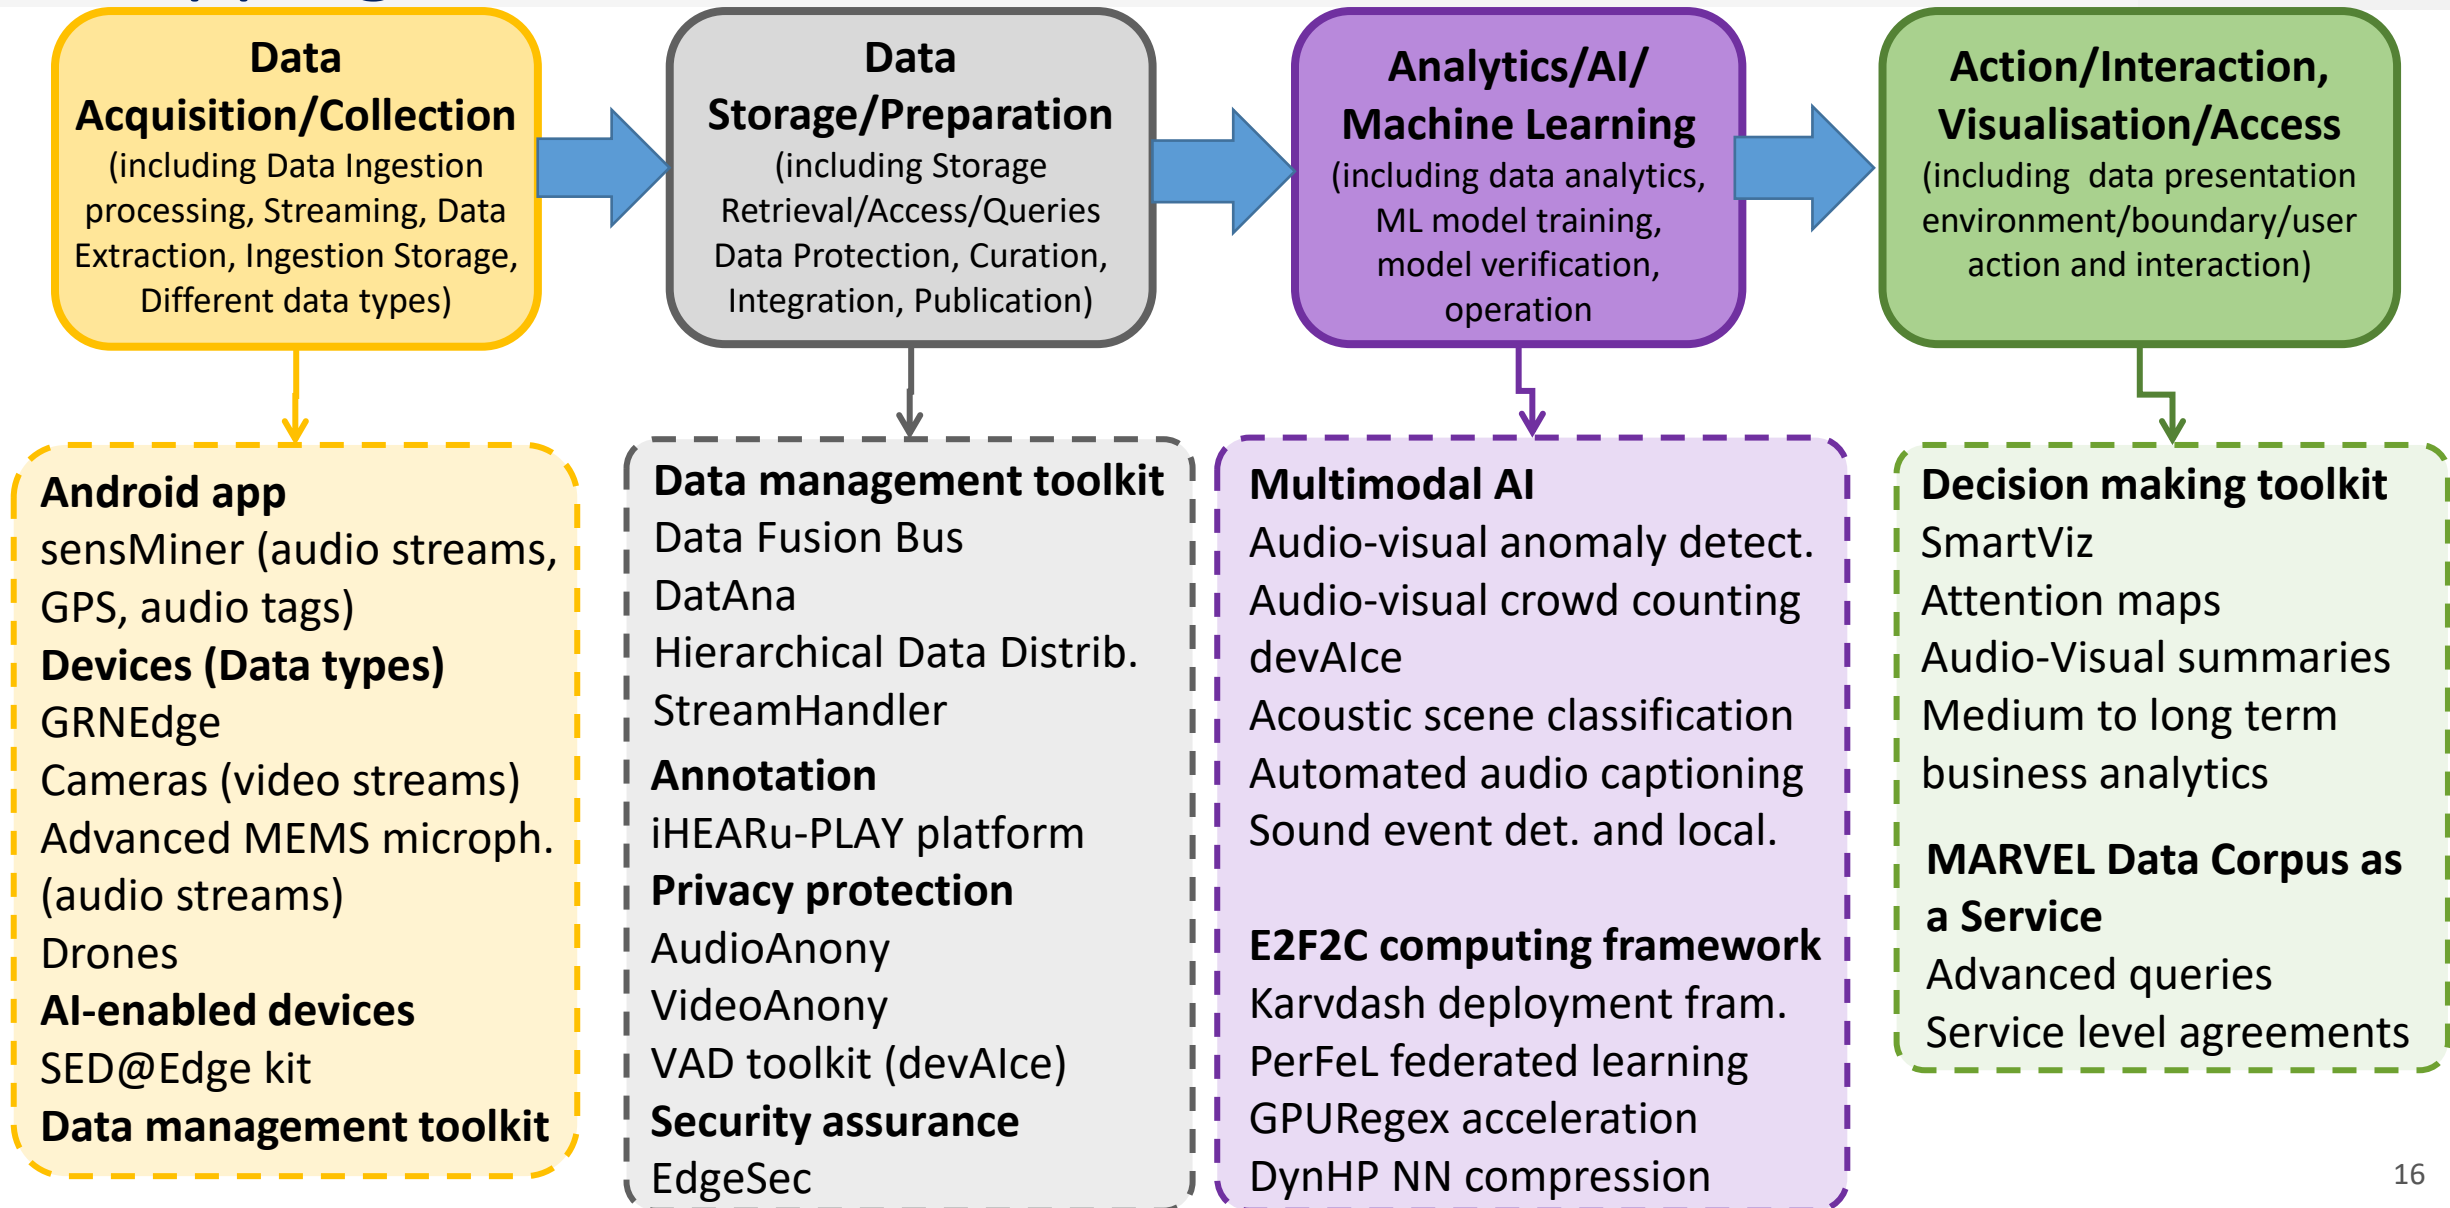 Data
Acquisition/Collection
(including Data Ingestion
processing, Streaming, Data
Extraction, Ingestion Storage,
Different data types)
Data
Storage/Preparation
(including Storage
Retrieval/Access/Queries
Data Protection, Curation,
Integration, Publication)
Analytics/AI/
Machine Learning
(including data analytics,
ML model training,
model verification,
operation
Action/Interaction,
Visualisation/Access
(including data presentation
environment/boundary/user
action and interaction)
Android app
sensMiner (audio streams,
GPS, audio tags)
Devices (Data types)
GRNEdge
Cameras (video streams)
Advanced MEMS microph.
(audio streams)
Drones
AI-enabled devices
SED@Edge kit
Data management toolkit
Data management toolkit
Data Fusion Bus
DatAna
Hierarchical Data Distrib.
StreamHandler
Annotation
iHEARu-PLAY platform
Privacy protection
AudioAnony
VideoAnony
VAD toolkit (devAIce)
Security assurance
EdgeSec
Multimodal AI
Audio-visual anomaly detect.
Audio-visual crowd counting
devAIce
Acoustic scene classification
Automated audio captioning
Sound event det. and local.
E2F2C computing framework
Karvdash deployment fram.
PerFeL federated learning
GPURegex acceleration
DynHP NN compression
Decision making toolkit
SmartViz
Attention maps
Audio-Visual summaries
Medium to long term
business analytics
MARVEL Data Corpus as
a Service
Advanced queries
Service level agreements
16